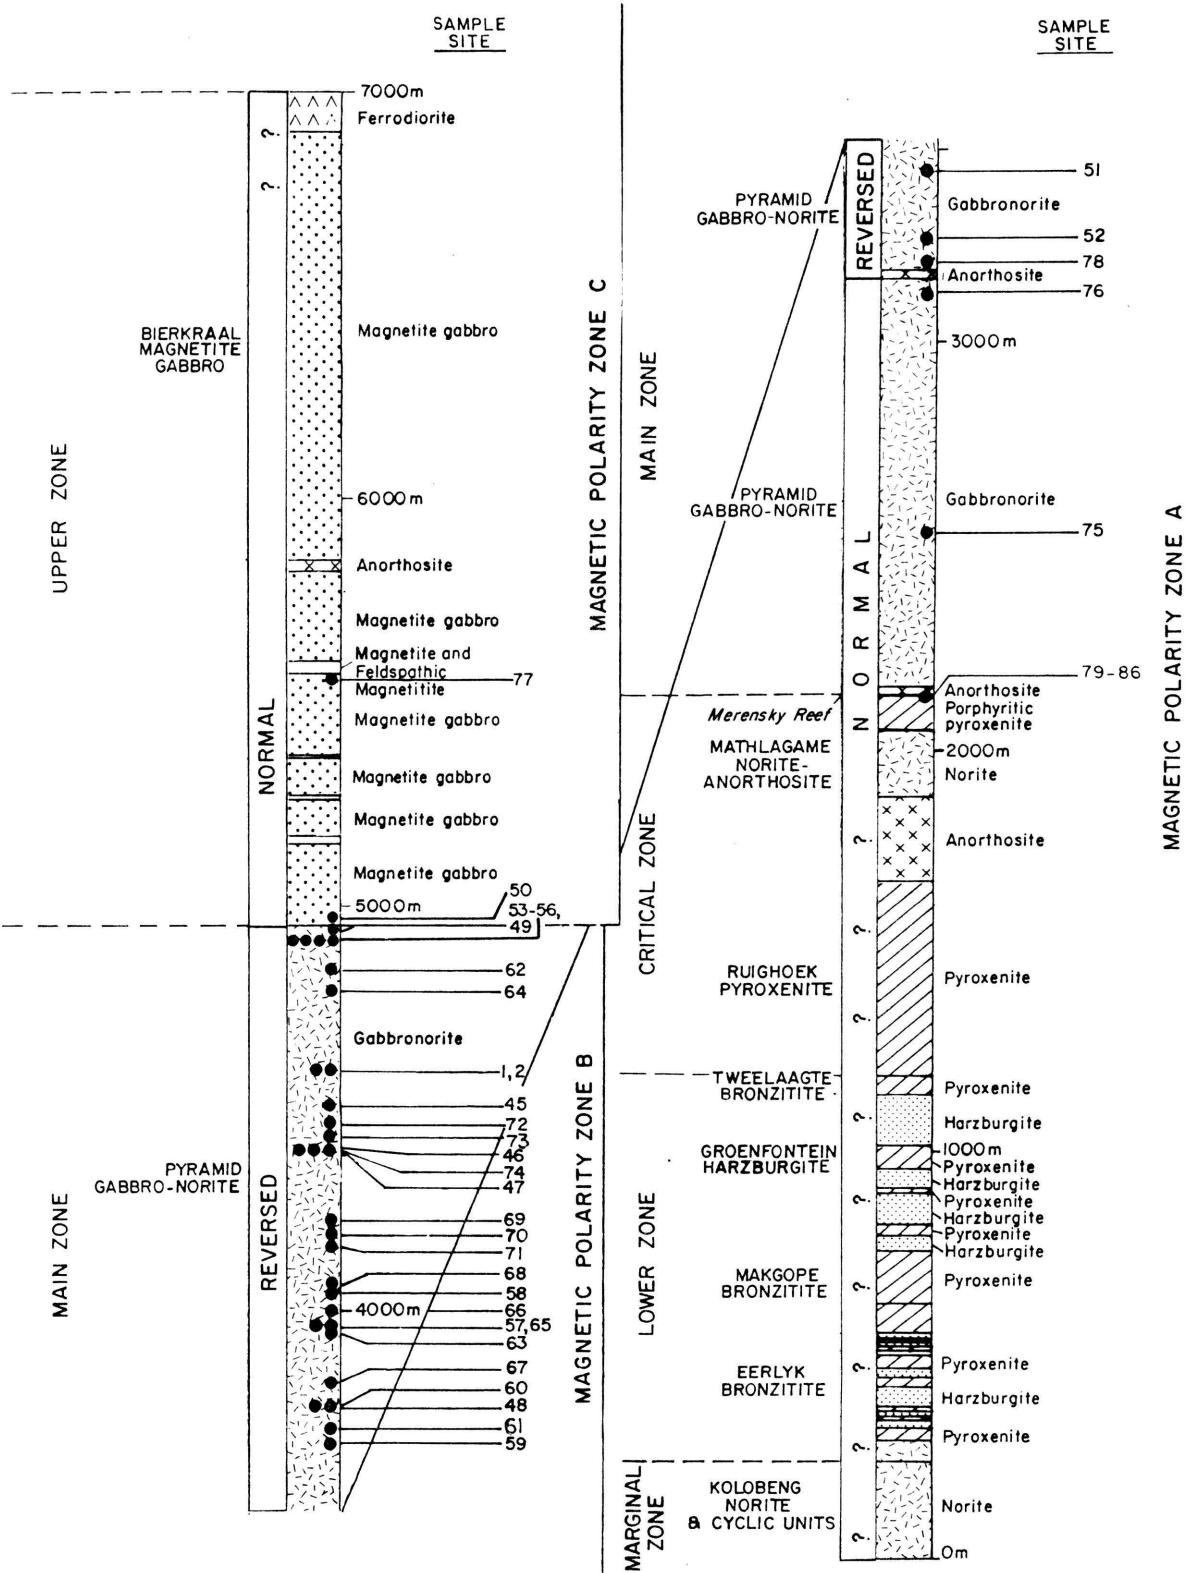 SAMPLE
SITE
7000m
Ferrodiorite
?
?
BIERKRAAL
MAGNETITE
GABBRO
Magnetite gabbro
6000m
Anorthosite
Magnetite gabbro
Magnetite and
Feldspathic
Magnetitite
77
Magnetite gabbro
Magnetite gabbro
Magnetite gabbro
Magnetite gabbro
5000m
50
53-56,
49
UPPER ZONE
NORMAL
MAGNETIC POLARITY ZONE C
62
64
Gabbronorite
1,2
45
72
73
46
74
47
PYRAMID
GABBRO-NORITE
69
70
71
68
58
4000m
66
57,65
63
67
60
48
61
59
MAIN ZONE
REVERSED
MAGNETIC POLARITY ZONE B
SAMPLE
SITE
51
PYRAMID
GABBRO-NORITE
REVERSED
Gabbronorite
52
78
Anorthosite
76
3000m
MAIN ZONE
PYRAMID
GABBRO-NORITE
Gabbronorite
75
NORMAL
79-86
Anorthosite
Merensky Reef
Porphyritic
pyroxenite
MATHLAGAME
NORITE-
ANORTHOSITE
2000m
Norite
?
Anorthosite
CRITICAL ZONE
?
RUIGHOEK
PYROXENITE
Pyroxenite
?
TWEELAAGTE
BRONZITITE
Pyroxenite
?
Harzburgite
GROENFONTEIN
HARZBURGITE
1000m
Pyroxenite
Harzburgite
?
Pyroxenite
Harzburgite
Pyroxenite
Harzburgite
MAKGOPE
BRONZITITE
?
Pyroxenite
LOWER ZONE
EERLYK
BRONZITITE
?
Pyroxenite
Harzburgite
Pyroxenite
?
MARGINAL
ZONE
KOLOBENG
NORITE
& CYCLIC UNITS
Norite
?
0m
MAGNETIC POLARITY ZONE A